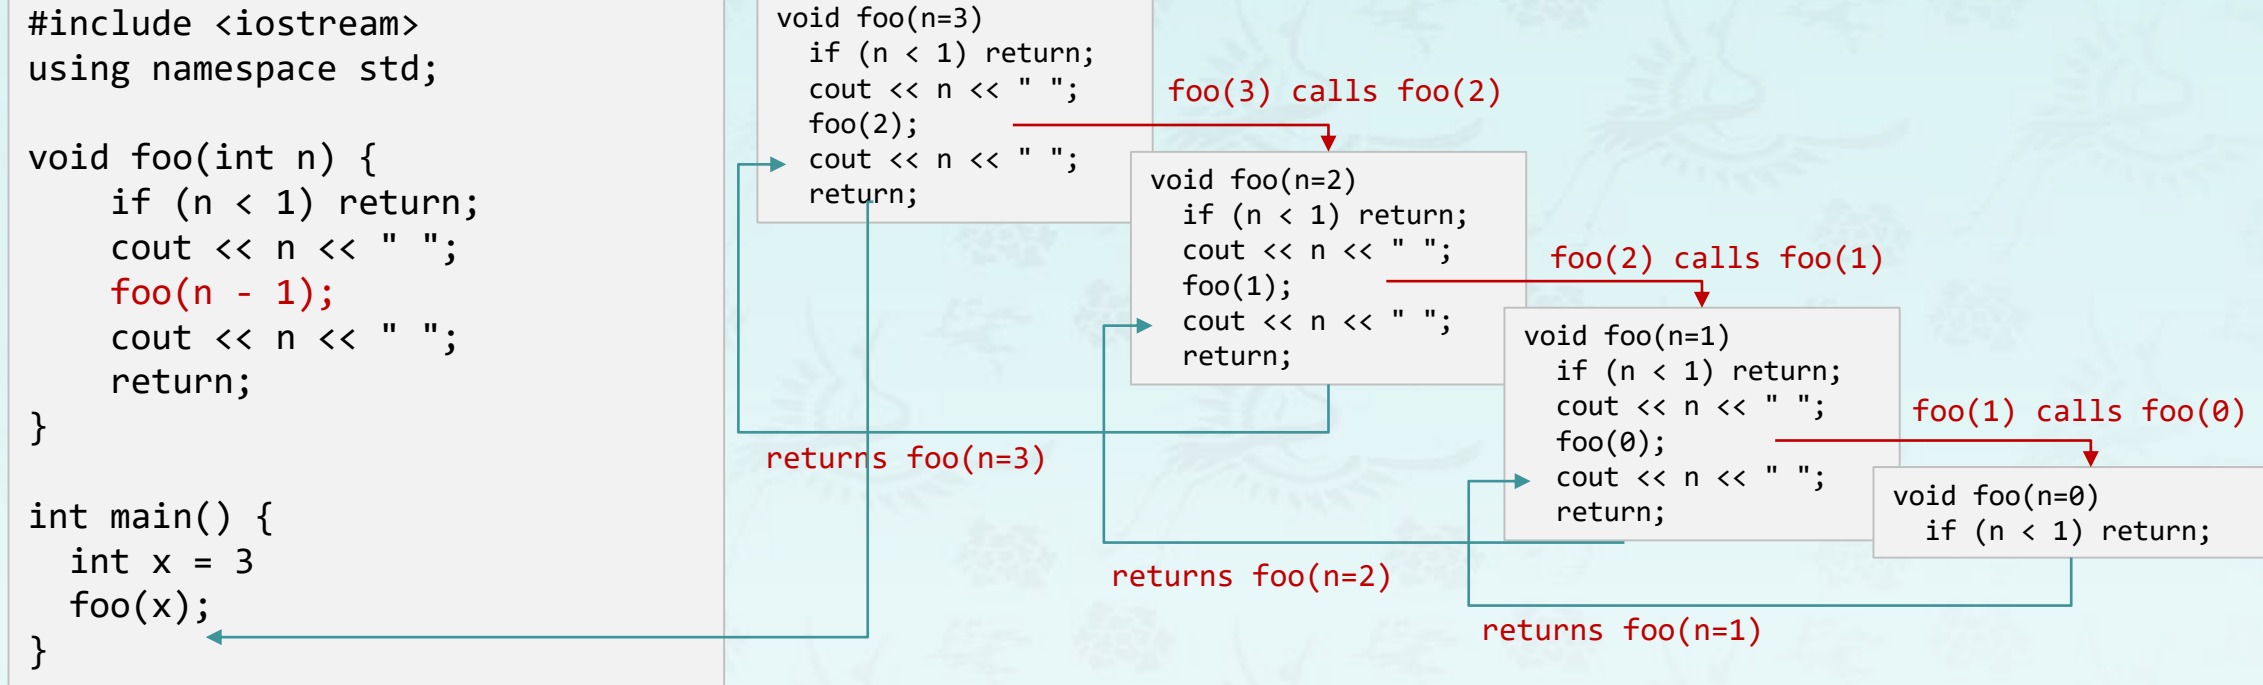 #include <iostream>
using namespace std;
void foo(int n) {
    if (n < 1) return;
    cout << n << " ";
    foo(n - 1);
    cout << n << " ";
    return;
}
int main() {
  int x = 3
  foo(x);
}
void foo(n=3)
  if (n < 1) return;
  cout << n << " ";
  foo(2);
  cout << n << " ";
  return;
foo(3) calls foo(2)
void foo(n=2)
  if (n < 1) return;
  cout << n << " ";
  foo(1);
  cout << n << " ";
  return;
foo(2) calls foo(1)
void foo(n=1)
  if (n < 1) return;
  cout << n << " ";
  foo(0);
  cout << n << " ";
  return;
foo(1) calls foo(0)
void foo(n=0)
  if (n < 1) return;
returns foo(n=3)
returns foo(n=2)
returns foo(n=1)